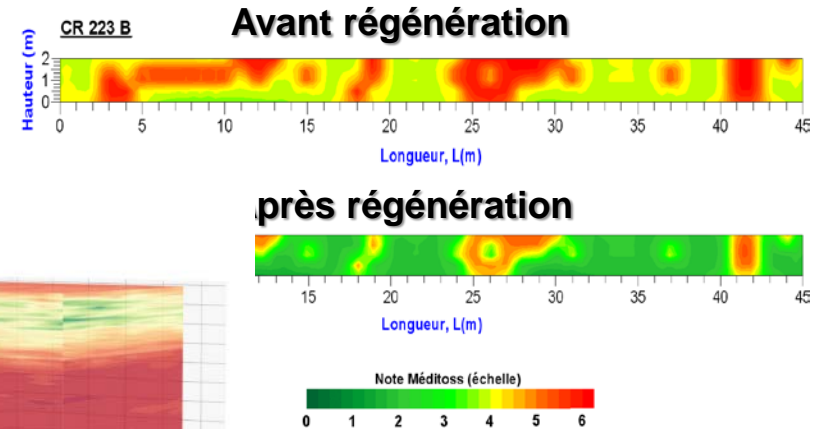 CR 223 B
Avant régénération
Hauteur (m)
2
1
0
0 5 10 15 20 25 30 35 40 45
Longueur, L(m)
près régénération
15 20 25 30 35 40 45
Longueur, L(m)
Note Méditoss (échelle)
0 1 2 3 4 5 6